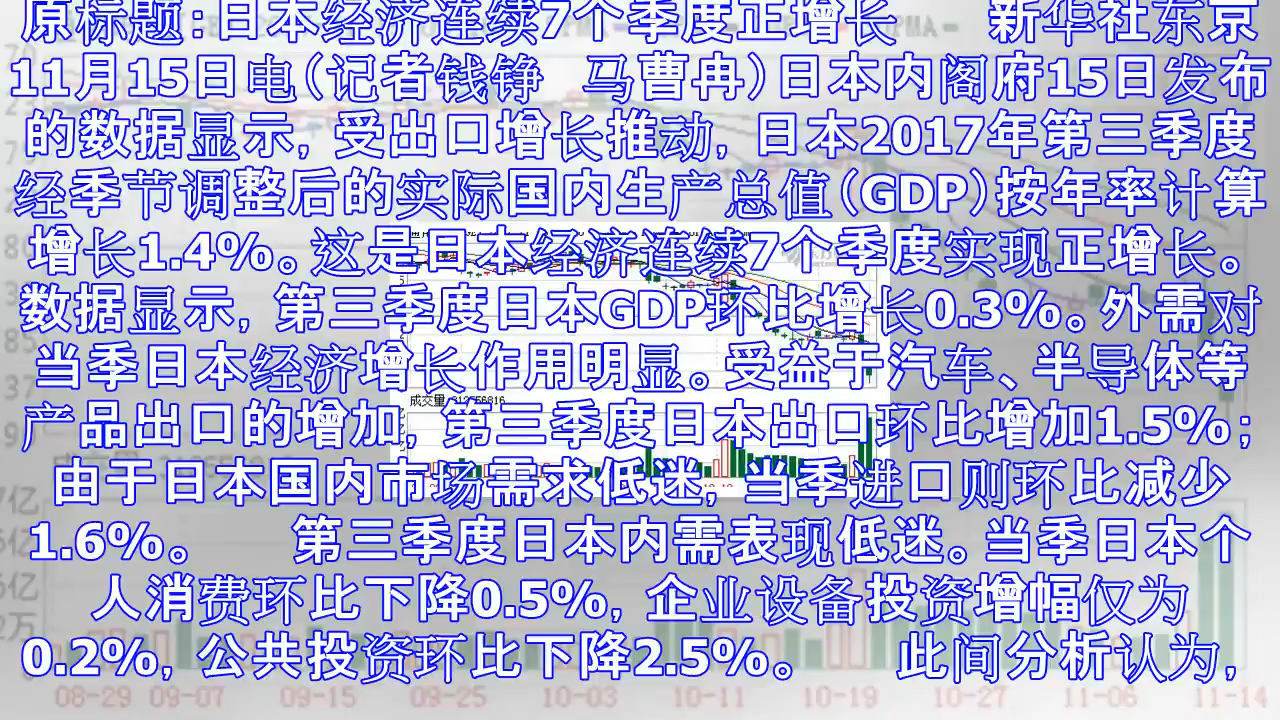 原标题：日本经济连续7个季度正增长　　新华社东京
11月15日电（记者钱铮　马曹冉）日本内阁府15日发布
的数据显示，受出口增长推动，日本2017年第三季度
经季节调整后的实际国内生产总值（GDP）按年率计算
增长1.4%。这是日本经济连续7个季度实现正增长。
数据显示，第三季度日本GDP环比增长0.3%。外需对
当季日本经济增长作用明显。受益于汽车、半导体等
产品出口的增加，第三季度日本出口环比增加1.5%；
由于日本国内市场需求低迷，当季进口则环比减少
1.6%。　　第三季度日本内需表现低迷。当季日本个
人消费环比下降0.5%，企业设备投资增幅仅为
0.2%，公共投资环比下降2.5%。　　此间分析认为，
成交量
08-29 09-07 09-15 09-25 10-03 10-11 10-19 10-27 11-06 11-14